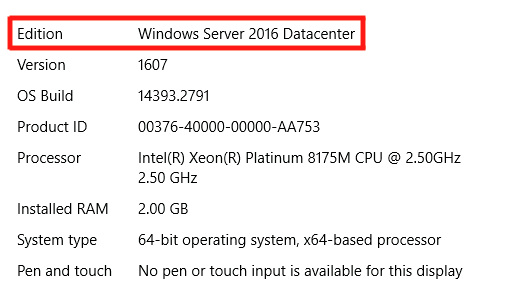 Edition Windows Server 2016 Datacenter
Version 1607
OS Build 14393.2791
Product ID 00376-40000-00000-AA753
Processor Intel(R) Xeon(R) Platinum 8175M CPU @ 2.50GHz
2.50 GHz
Installed RAM 2.00 GB
System type 64-bit operating system, x64-based processor
Pen and touch No pen or touch input is available for this display